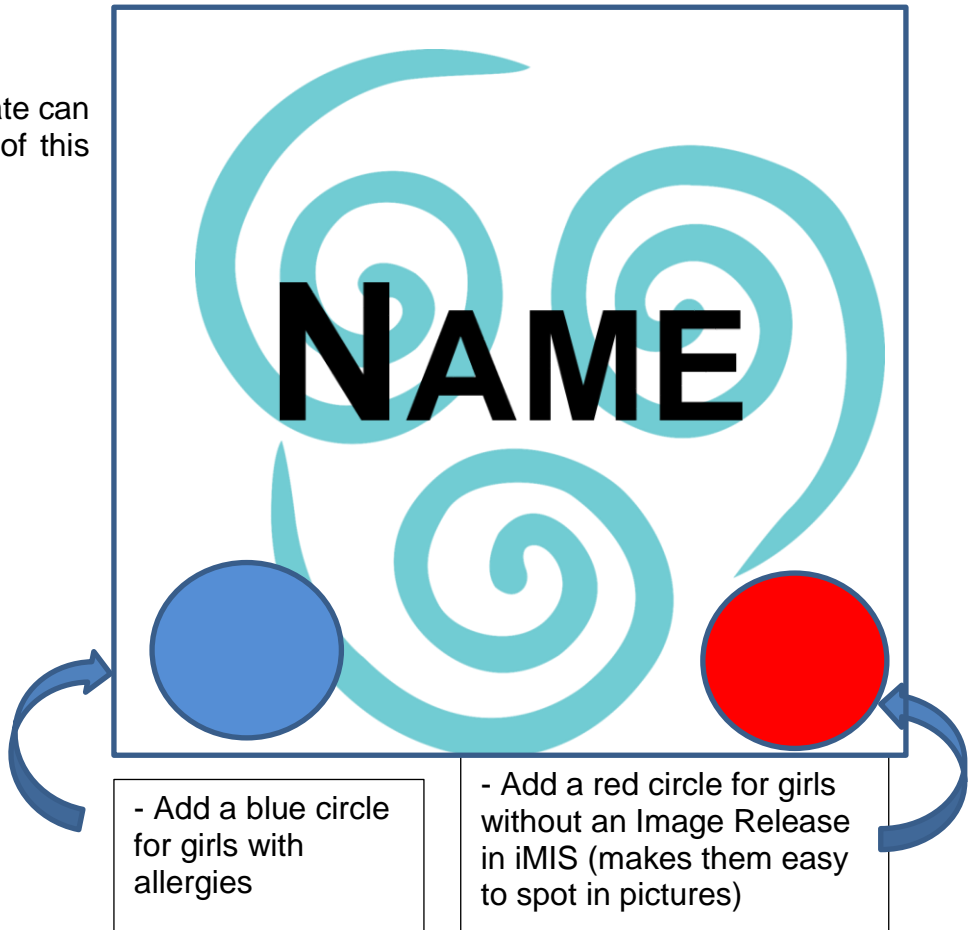 ate can
of this
NAME
- Add a blue circle
for girls with
allergies
- Add a red circle for girls
without an Image Release
in iMIS (makes them easy
to spot in pictures)